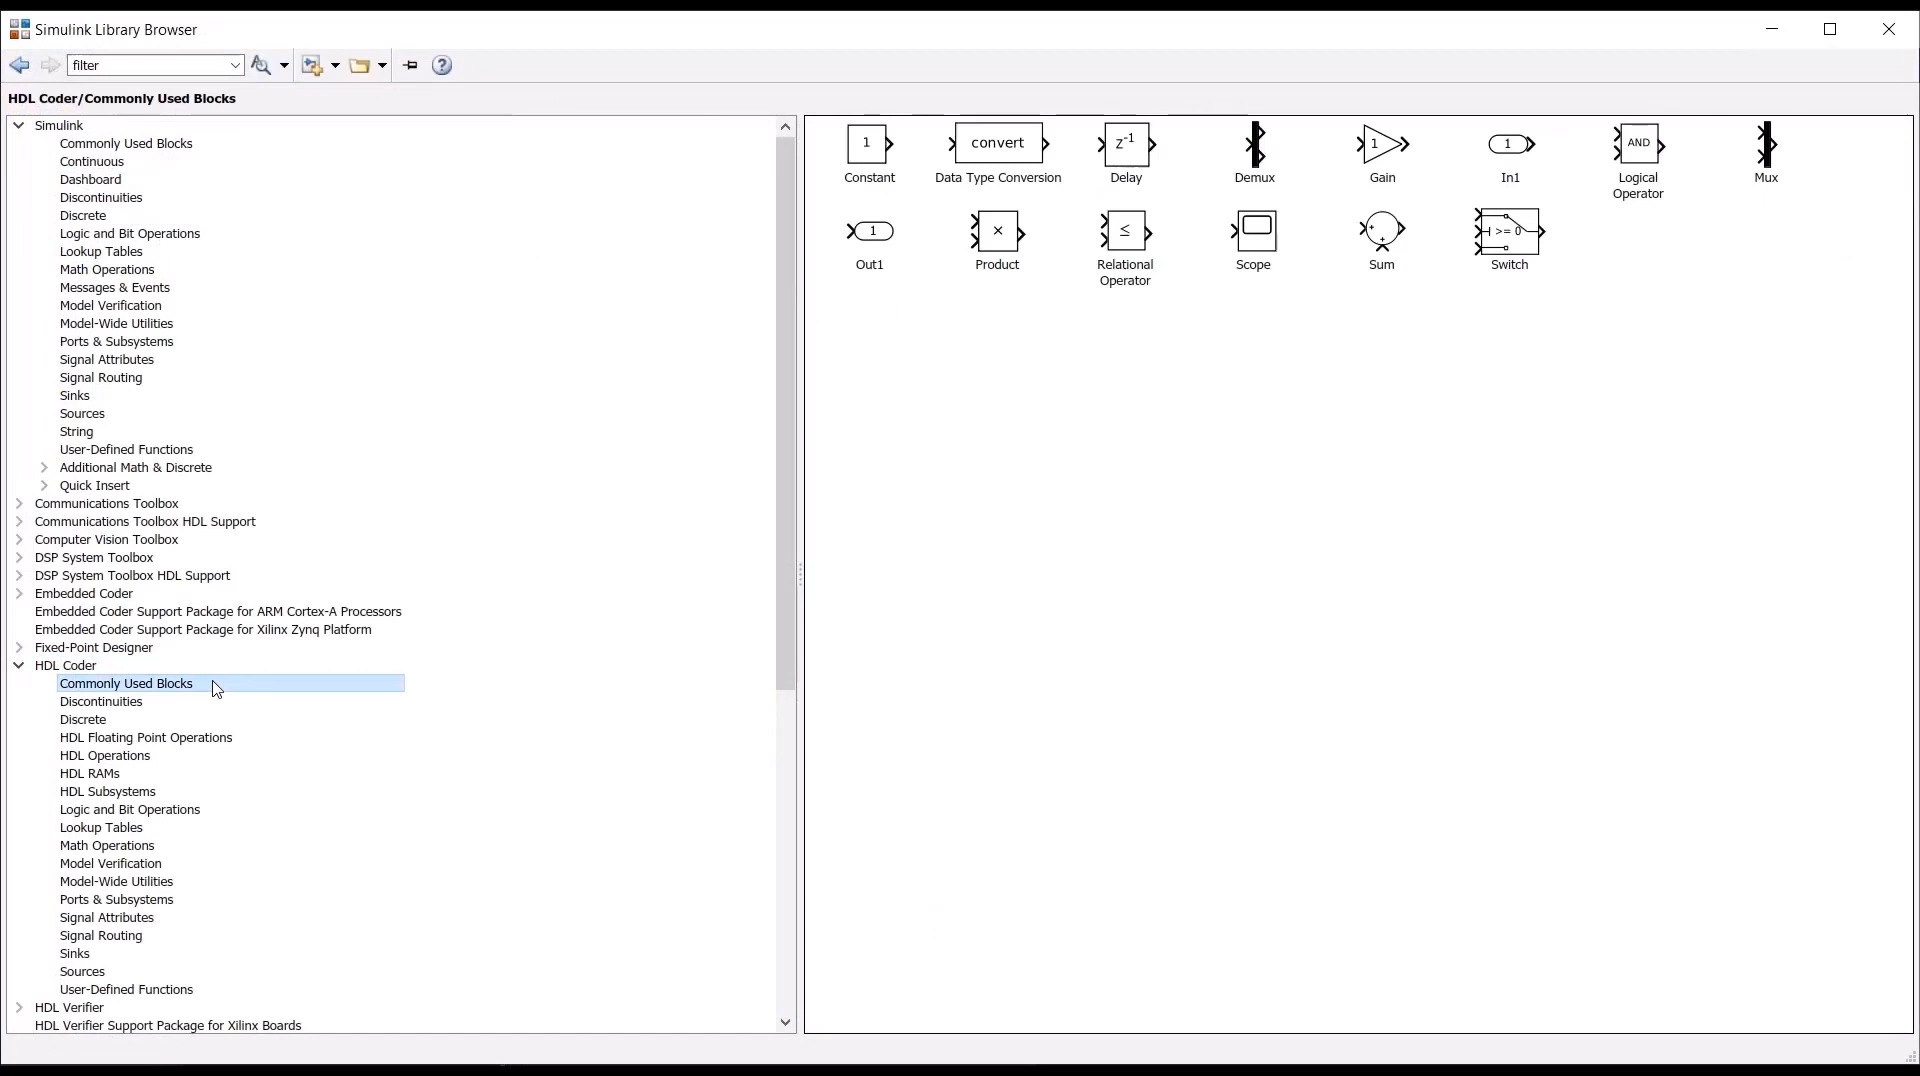 Simulink Library Browser
filter
HDL Coder/Commonly Used Blocks
Simulink
Commonly Used Blocks
Continuous
Dashboard
Discontinuities
Discrete
Logic and Bit Operations
Lookup Tables
Math Operations
Messages & Events
Model Verification
Model-Wide Utilities
Ports & Subsystems
Signal Attributes
Signal Routing
Sinks
Sources
String
User-Defined Functions
Additional Math & Discrete
Quick Insert
Communications Toolbox
Communications Toolbox HDL Support
Computer Vision Toolbox
DSP System Toolbox
DSP System Toolbox HDL Support
Embedded Coder
Embedded Coder Support Package for ARM Cortex-A Processors
Embedded Coder Support Package for Xilinx Zynq Platform
Fixed-Point Designer
HDL Coder
Commonly Used Blocks
Discontinuities
Discrete
HDL Floating Point Operations
HDL Operations
HDL RAMs
HDL Subsystems
Logic and Bit Operations
Lookup Tables
Math Operations
Model Verification
Model-Wide Utilities
Ports & Subsystems
Signal Attributes
Signal Routing
Sinks
Sources
User-Defined Functions
HDL Verifier
HDL Verifier Support Package for Xilinx Boards
1
Constant
convert
Data Type Conversion
Z-1
Delay
Demux
1
Gain
1
In1
AND
Logical
Operator
Mux
1
Out1
×
Product
≤
Relational
Operator
Scope
+
+
Sum
>= 0
Switch